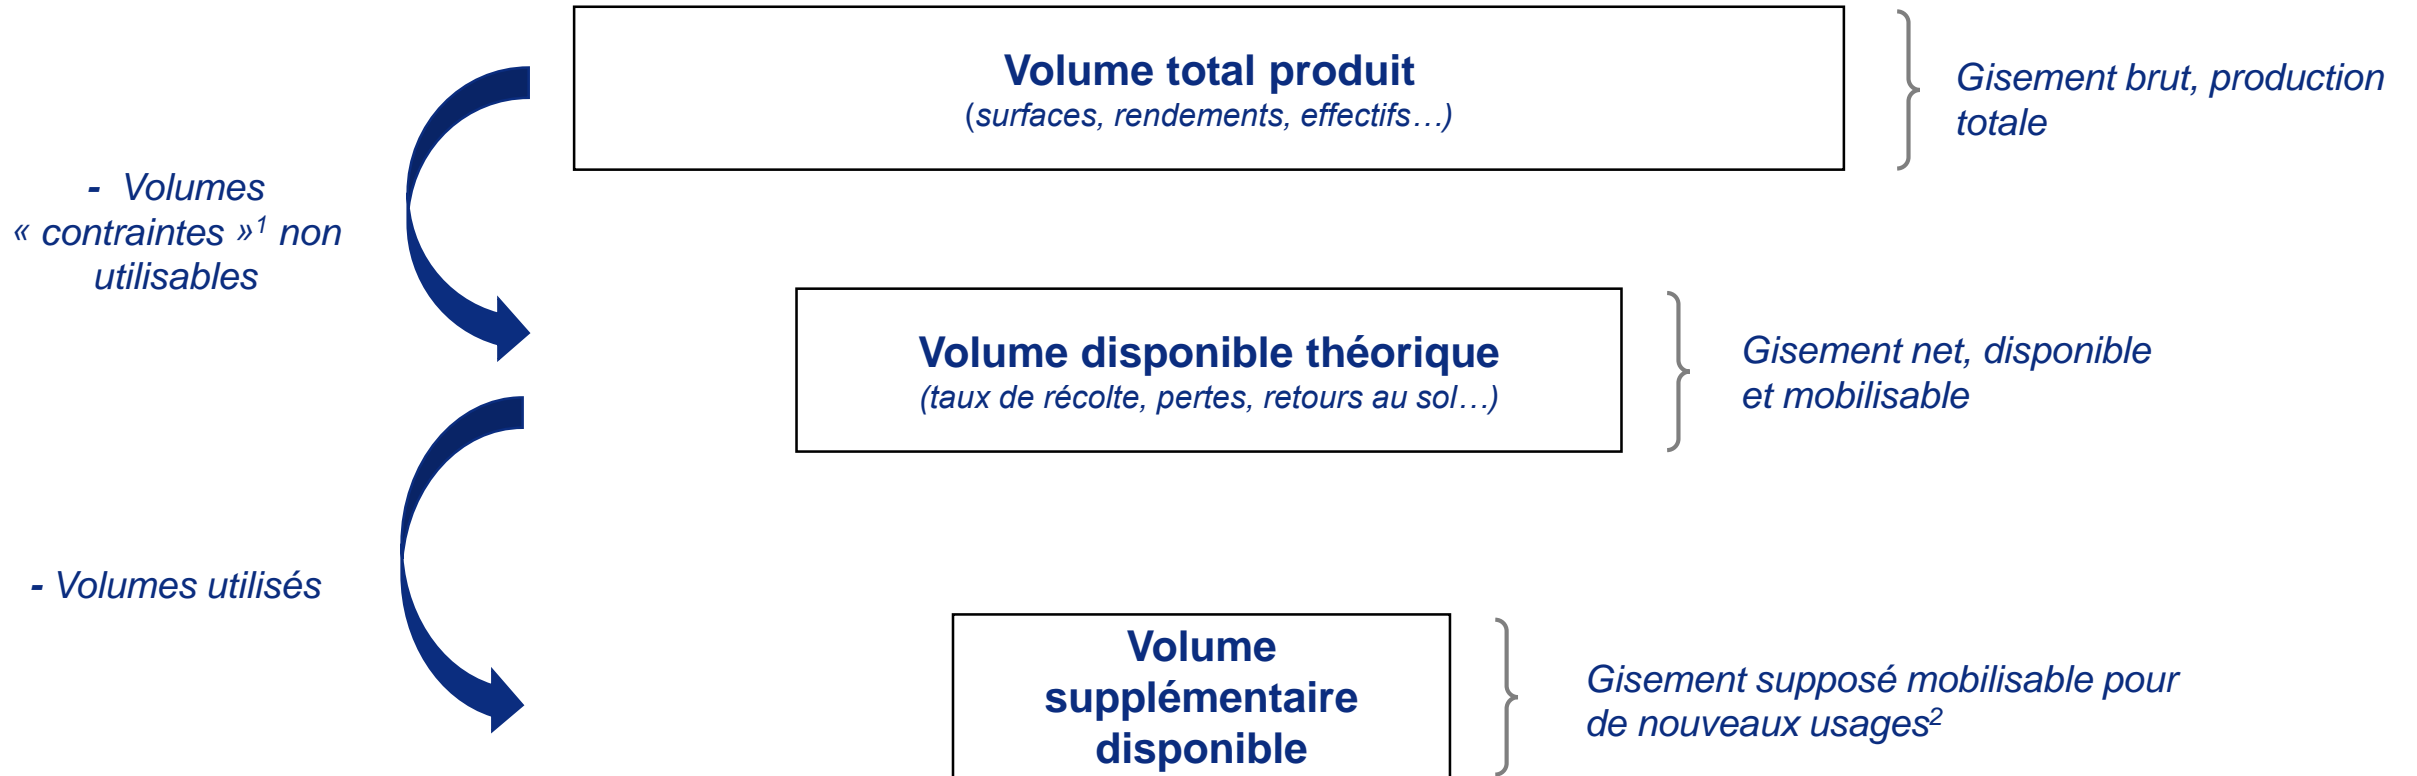 Volume total produit
(surfaces, rendements, effectifs…)
Gisement brut, production
totale
- Volumes
« contraintes »¹ non
utilisables
Volume disponible théorique
(taux de récolte, pertes, retours au sol…)
Gisement net, disponible
et mobilisable
- Volumes utilisés
Volume
supplémentaire
disponible
Gisement supposé mobilisable pour
de nouveaux usages²